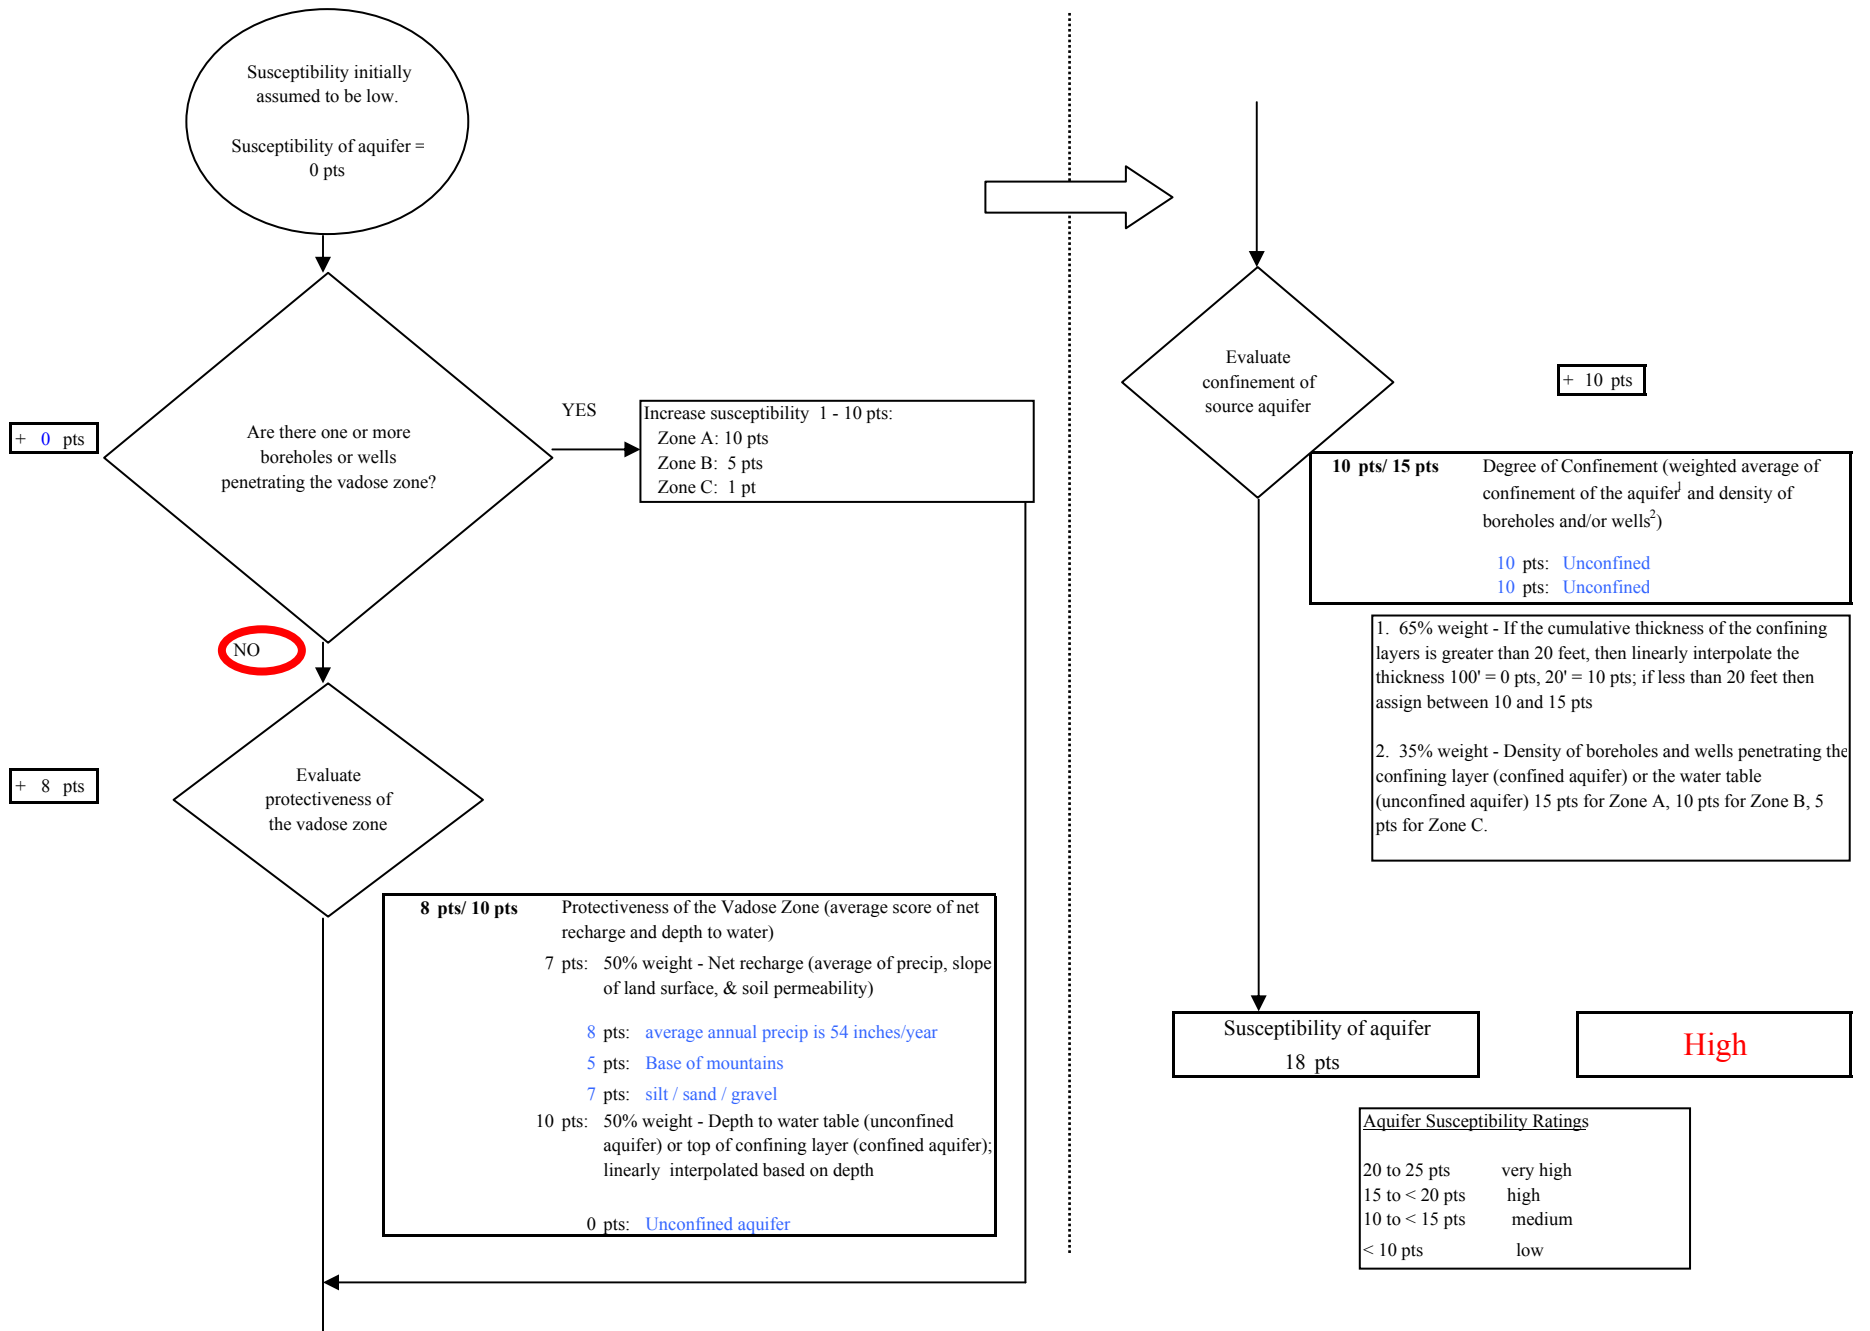 Susceptibility initially
assumed to be low.
Susceptibility of aquifer =
0 pts
+ 0 pts
Are there one or more
boreholes or wells
penetrating the vadose zone?
YES
Increase susceptibility 1 - 10 pts:
Zone A: 10 pts
Zone B: 5 pts
Zone C: 1 pt
NO
+ 8 pts
Evaluate
protectiveness of
the vadose zone
8 pts/ 10 pts Protectiveness of the Vadose Zone (average score of net
recharge and depth to water)
7 pts: 50% weight - Net recharge (average of precip, slope
of land surface, & soil permeability)
8 pts: average annual precip is 54 inches/year
5 pts: Base of mountains
7 pts: silt / sand / gravel
10 pts: 50% weight - Depth to water table (unconfined
aquifer) or top of confining layer (confined aquifer);
linearly interpolated based on depth
0 pts: Unconfined aquifer
Evaluate
confinement of
source aquifer
+ 10 pts
10 pts/ 15 pts Degree of Confinement (weighted average of
confinement of the aquifer1 and density of
boreholes and/or wells2)
10 pts: Unconfined
10 pts: Unconfined
1. 65% weight - If the cumulative thickness of the confining
layers is greater than 20 feet, then linearly interpolate the
thickness 100' = 0 pts, 20' = 10 pts; if less than 20 feet then
assign between 10 and 15 pts
2. 35% weight - Density of boreholes and wells penetrating the
confining layer (confined aquifer) or the water table
(unconfined aquifer) 15 pts for Zone A, 10 pts for Zone B, 5
pts for Zone C.
Susceptibility of aquifer
18 pts
High
Aquifer Susceptibility Ratings
20 to 25 pts very high
15 to < 20 pts high
10 to < 15 pts medium
< 10 pts low